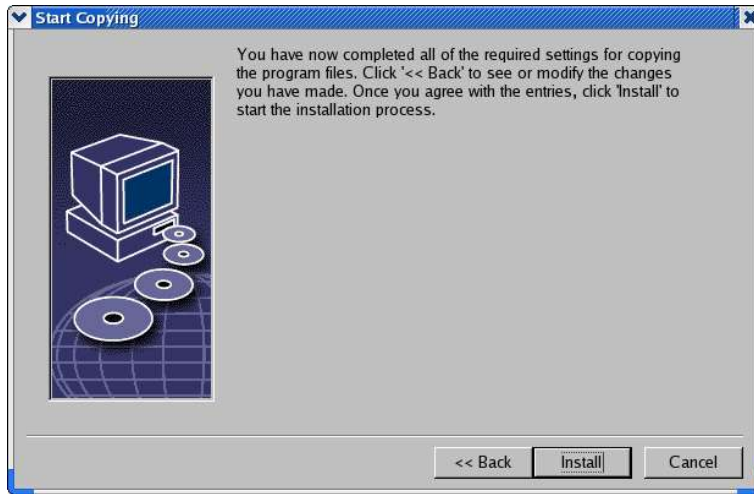 Start Copying
You have now completed all of the required settings for copying
the program files. Click '<< Back' to see or modify the changes
you have made. Once you agree with the entries, click 'Install' to
start the installation process.
<< Back
Install
Cancel